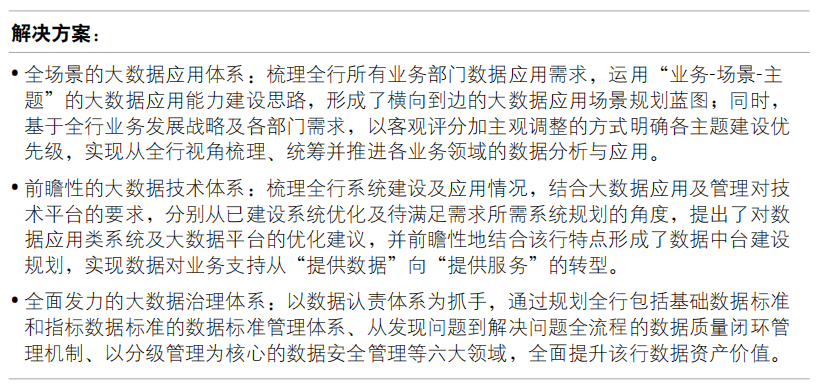 解决方案：
• 全场景的大数据应用体系：梳理全行所有业务部门数据应用需求，运用“业务-场景-主
题”的大数据应用能力建设思路，形成了横向到边的大数据应用场景规划蓝图；同时，
基于全行业务发展战略及各部门需求，以客观评分加主观调整的方式明确各主题建设优
先级，实现从全行视角梳理、统筹并推进各业务领域的数据分析与应用。
• 前瞻性的大数据技术体系：梳理全行系统建设及应用情况，结合大数据应用及管理对技
术平台的要求，分别从已建设系统优化及待满足需求所需系统规划的角度，提出了对数
据应用类系统及大数据平台的优化建议，并前瞻性地结合该行特点形成了数据中台建设
规划，实现数据对业务支持从“提供数据”向“提供服务”的转型。
• 全面发力的大数据治理体系：以数据认责体系为抓手，通过规划全行包括基础数据标准
和指标数据标准的数据标准管理体系、从发现问题到解决问题全流程的数据质量闭环管
理机制、以分级管理为核心的数据安全管理等六大领域，全面提升该行数据资产价值。